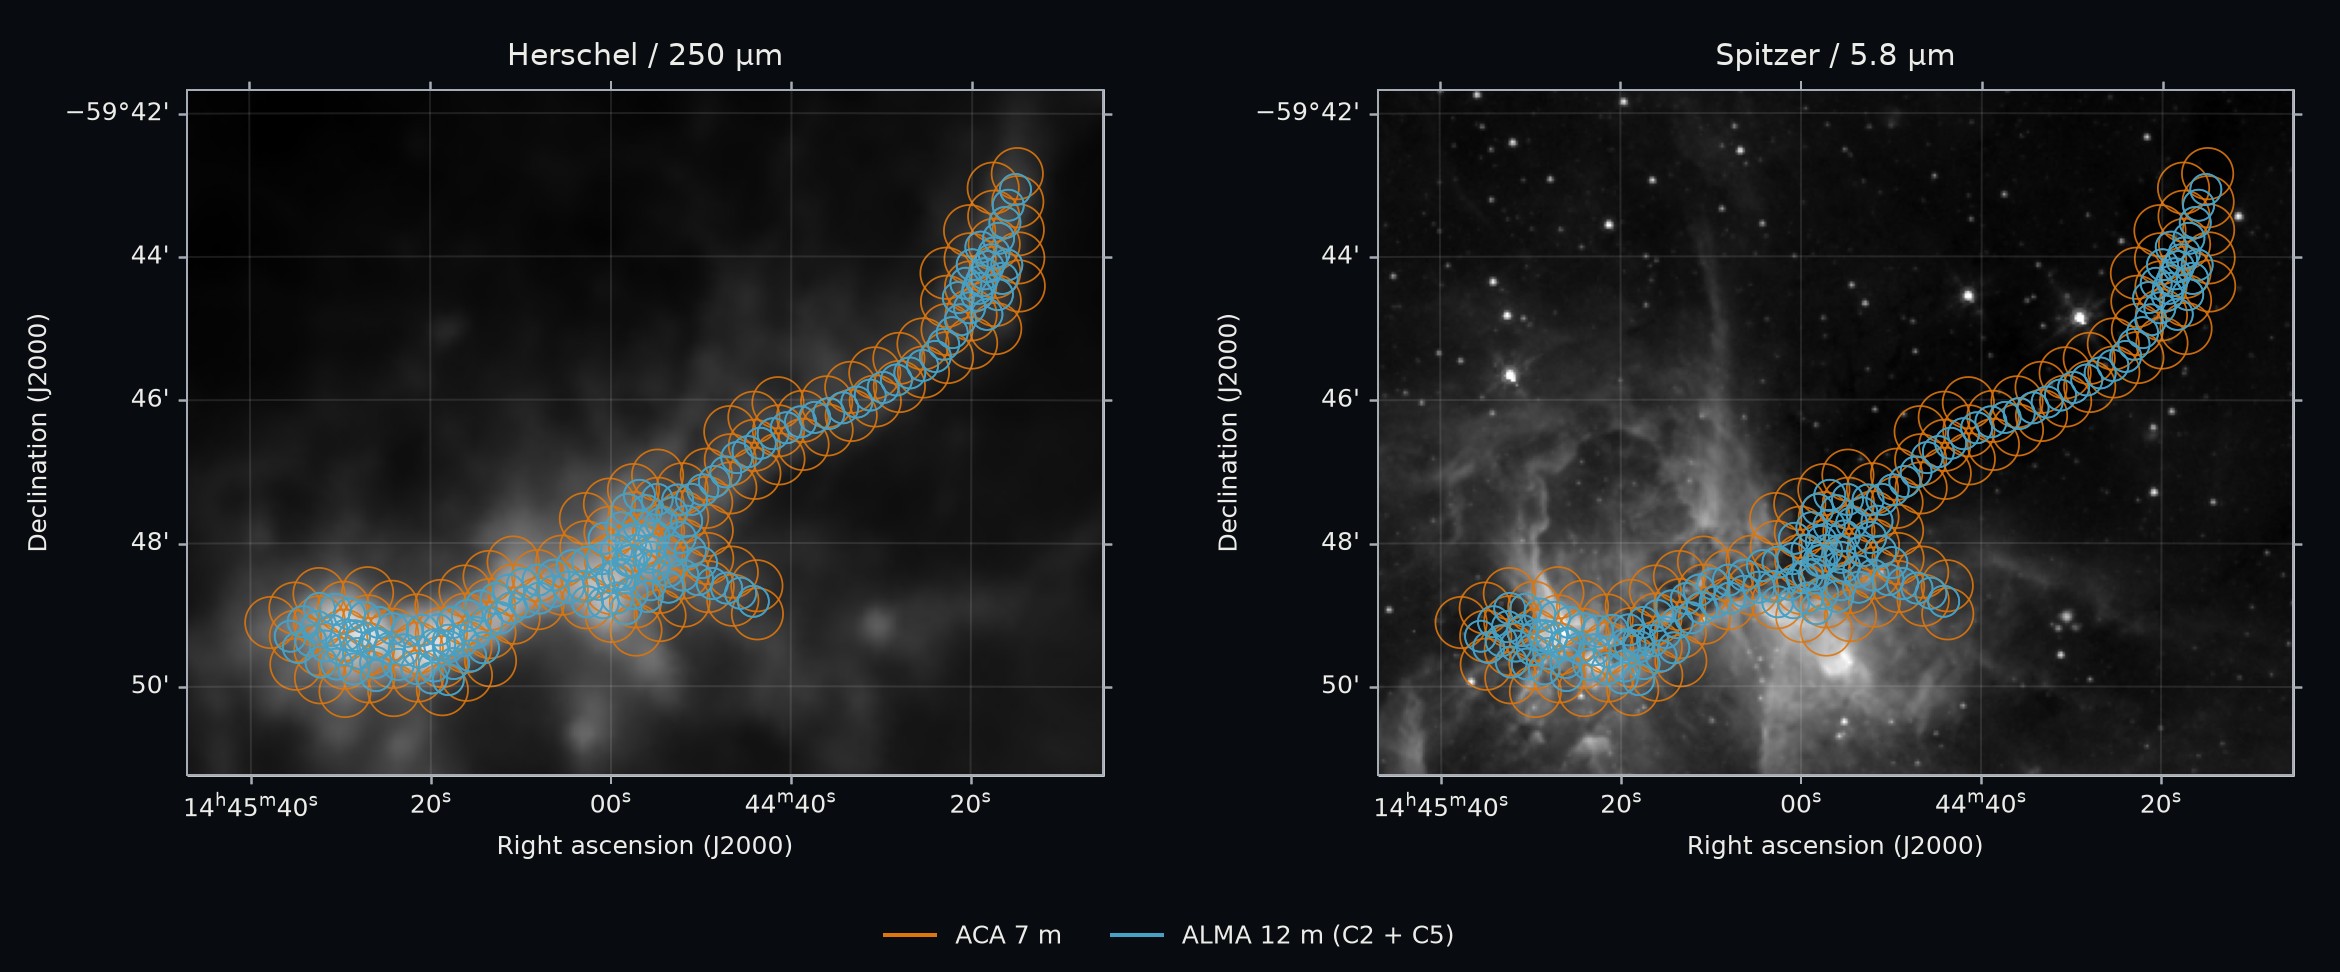 Herschel / 250 μm
−59°42'
44'
46'
48'
50'
Declination (J2000)
14ʰ45ᵐ40ˢ 20ˢ 00ˢ 44ᵐ40ˢ 20ˢ
Right ascension (J2000)
Spitzer / 5.8 μm
−59°42'
44'
46'
48'
50'
Declination (J2000)
14ʰ45ᵐ40ˢ 20ˢ 00ˢ 44ᵐ40ˢ 20ˢ
Right ascension (J2000)
ACA 7 m
ALMA 12 m (C2 + C5)